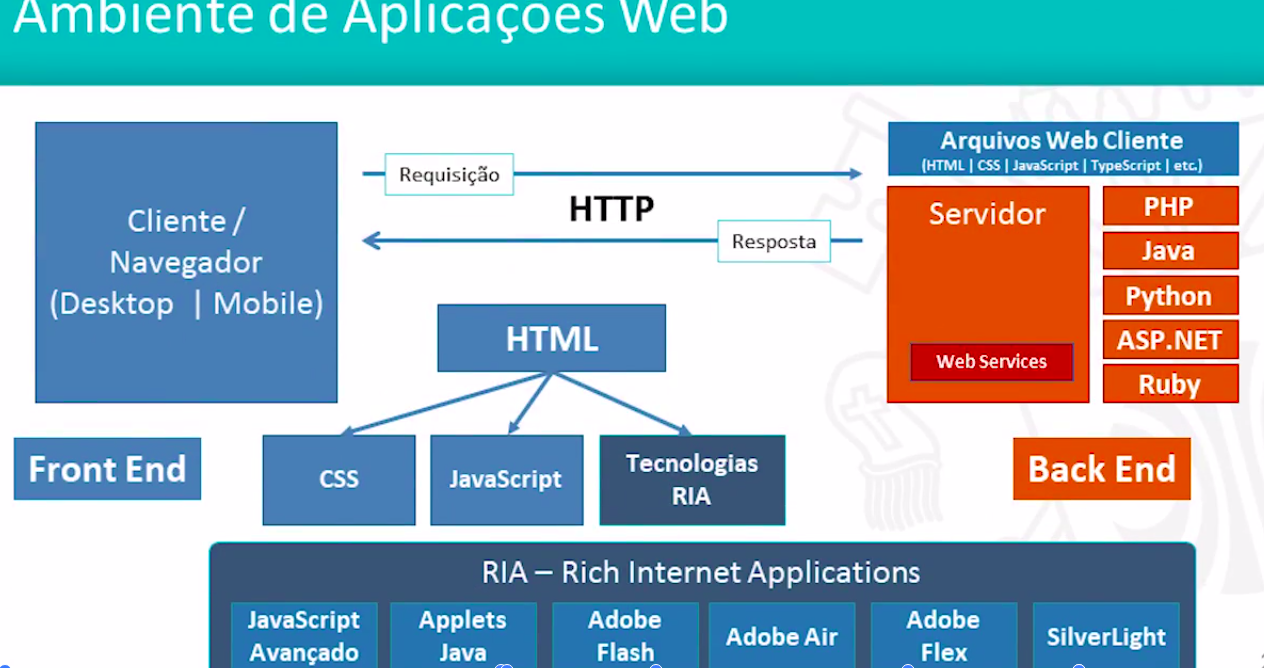 Ambiente de Aplicações Web
Cliente /
Navegador
(Desktop | Mobile)
Requisição
HTTP
Resposta
Arquivos Web Cliente
(HTML | CSS | JavaScript | TypeScript | etc.)
Servidor
Web Services
PHP
Java
Python
ASP.NET
Ruby
HTML
Front End
CSS
JavaScript
Tecnologias
RIA
Back End
RIA – Rich Internet Applications
JavaScript
Avançado
Applets
Java
Adobe
Flash
Adobe Air
Adobe
Flex
SilverLight